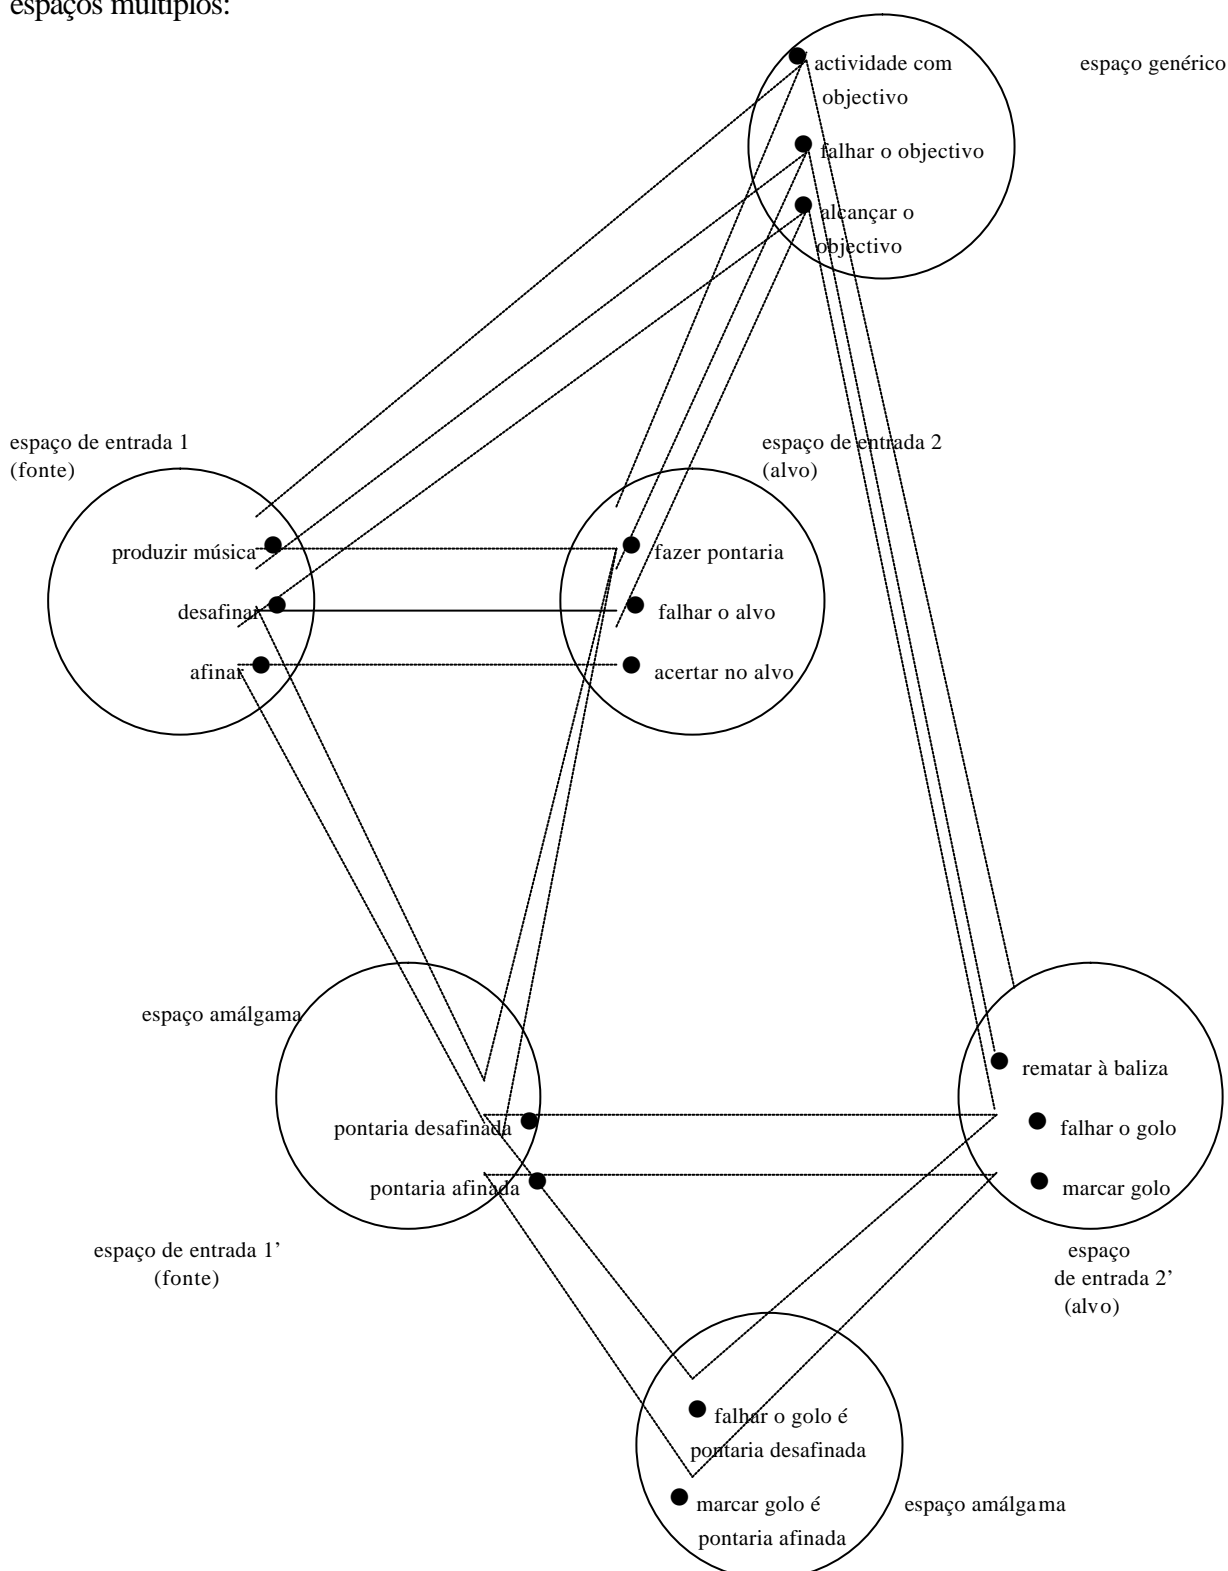 espaços múltiplos:
actividade com
objectivo
espaço genérico
falhar o objectivo
alcançar o
objectivo
espaço de entrada 1
(fonte)
espaço de entrada 2
(alvo)
produzir música
fazer pontaria
desafinar
falhar o alvo
afinar
acertar no alvo
espaço amálgama
rematar à baliza
pontaria desafinada
falhar o golo
pontaria afinada
marcar golo
espaço de entrada 1’
(fonte)
espaço
de entrada 2’
(alvo)
falhar o golo é
pontaria desafinada
marcar golo é
pontaria afinada
espaço amálgama